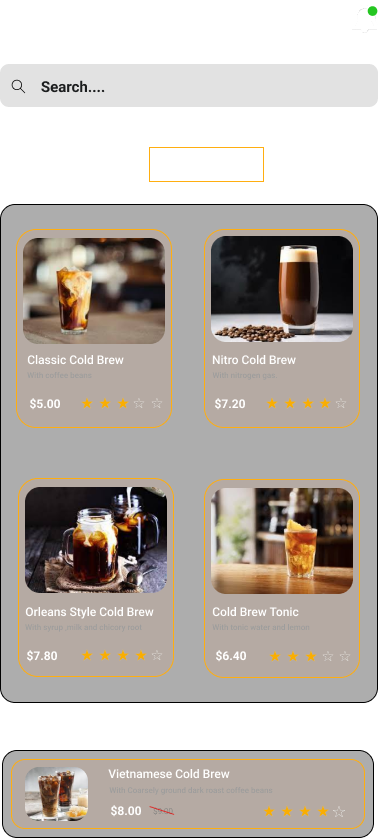 Search....
Classic Cold Brew
With coffee beans
$5.00
Nitro Cold Brew
With nitrogen gas
$7.20
Orleans Style Cold Brew
With syrup, milk and chicory root
$7.80
Cold Brew Tonic
With tonic water and lemon
$6.40
Vietnamese Cold Brew
With Coarsely ground dark roast coffee beans
$8.00